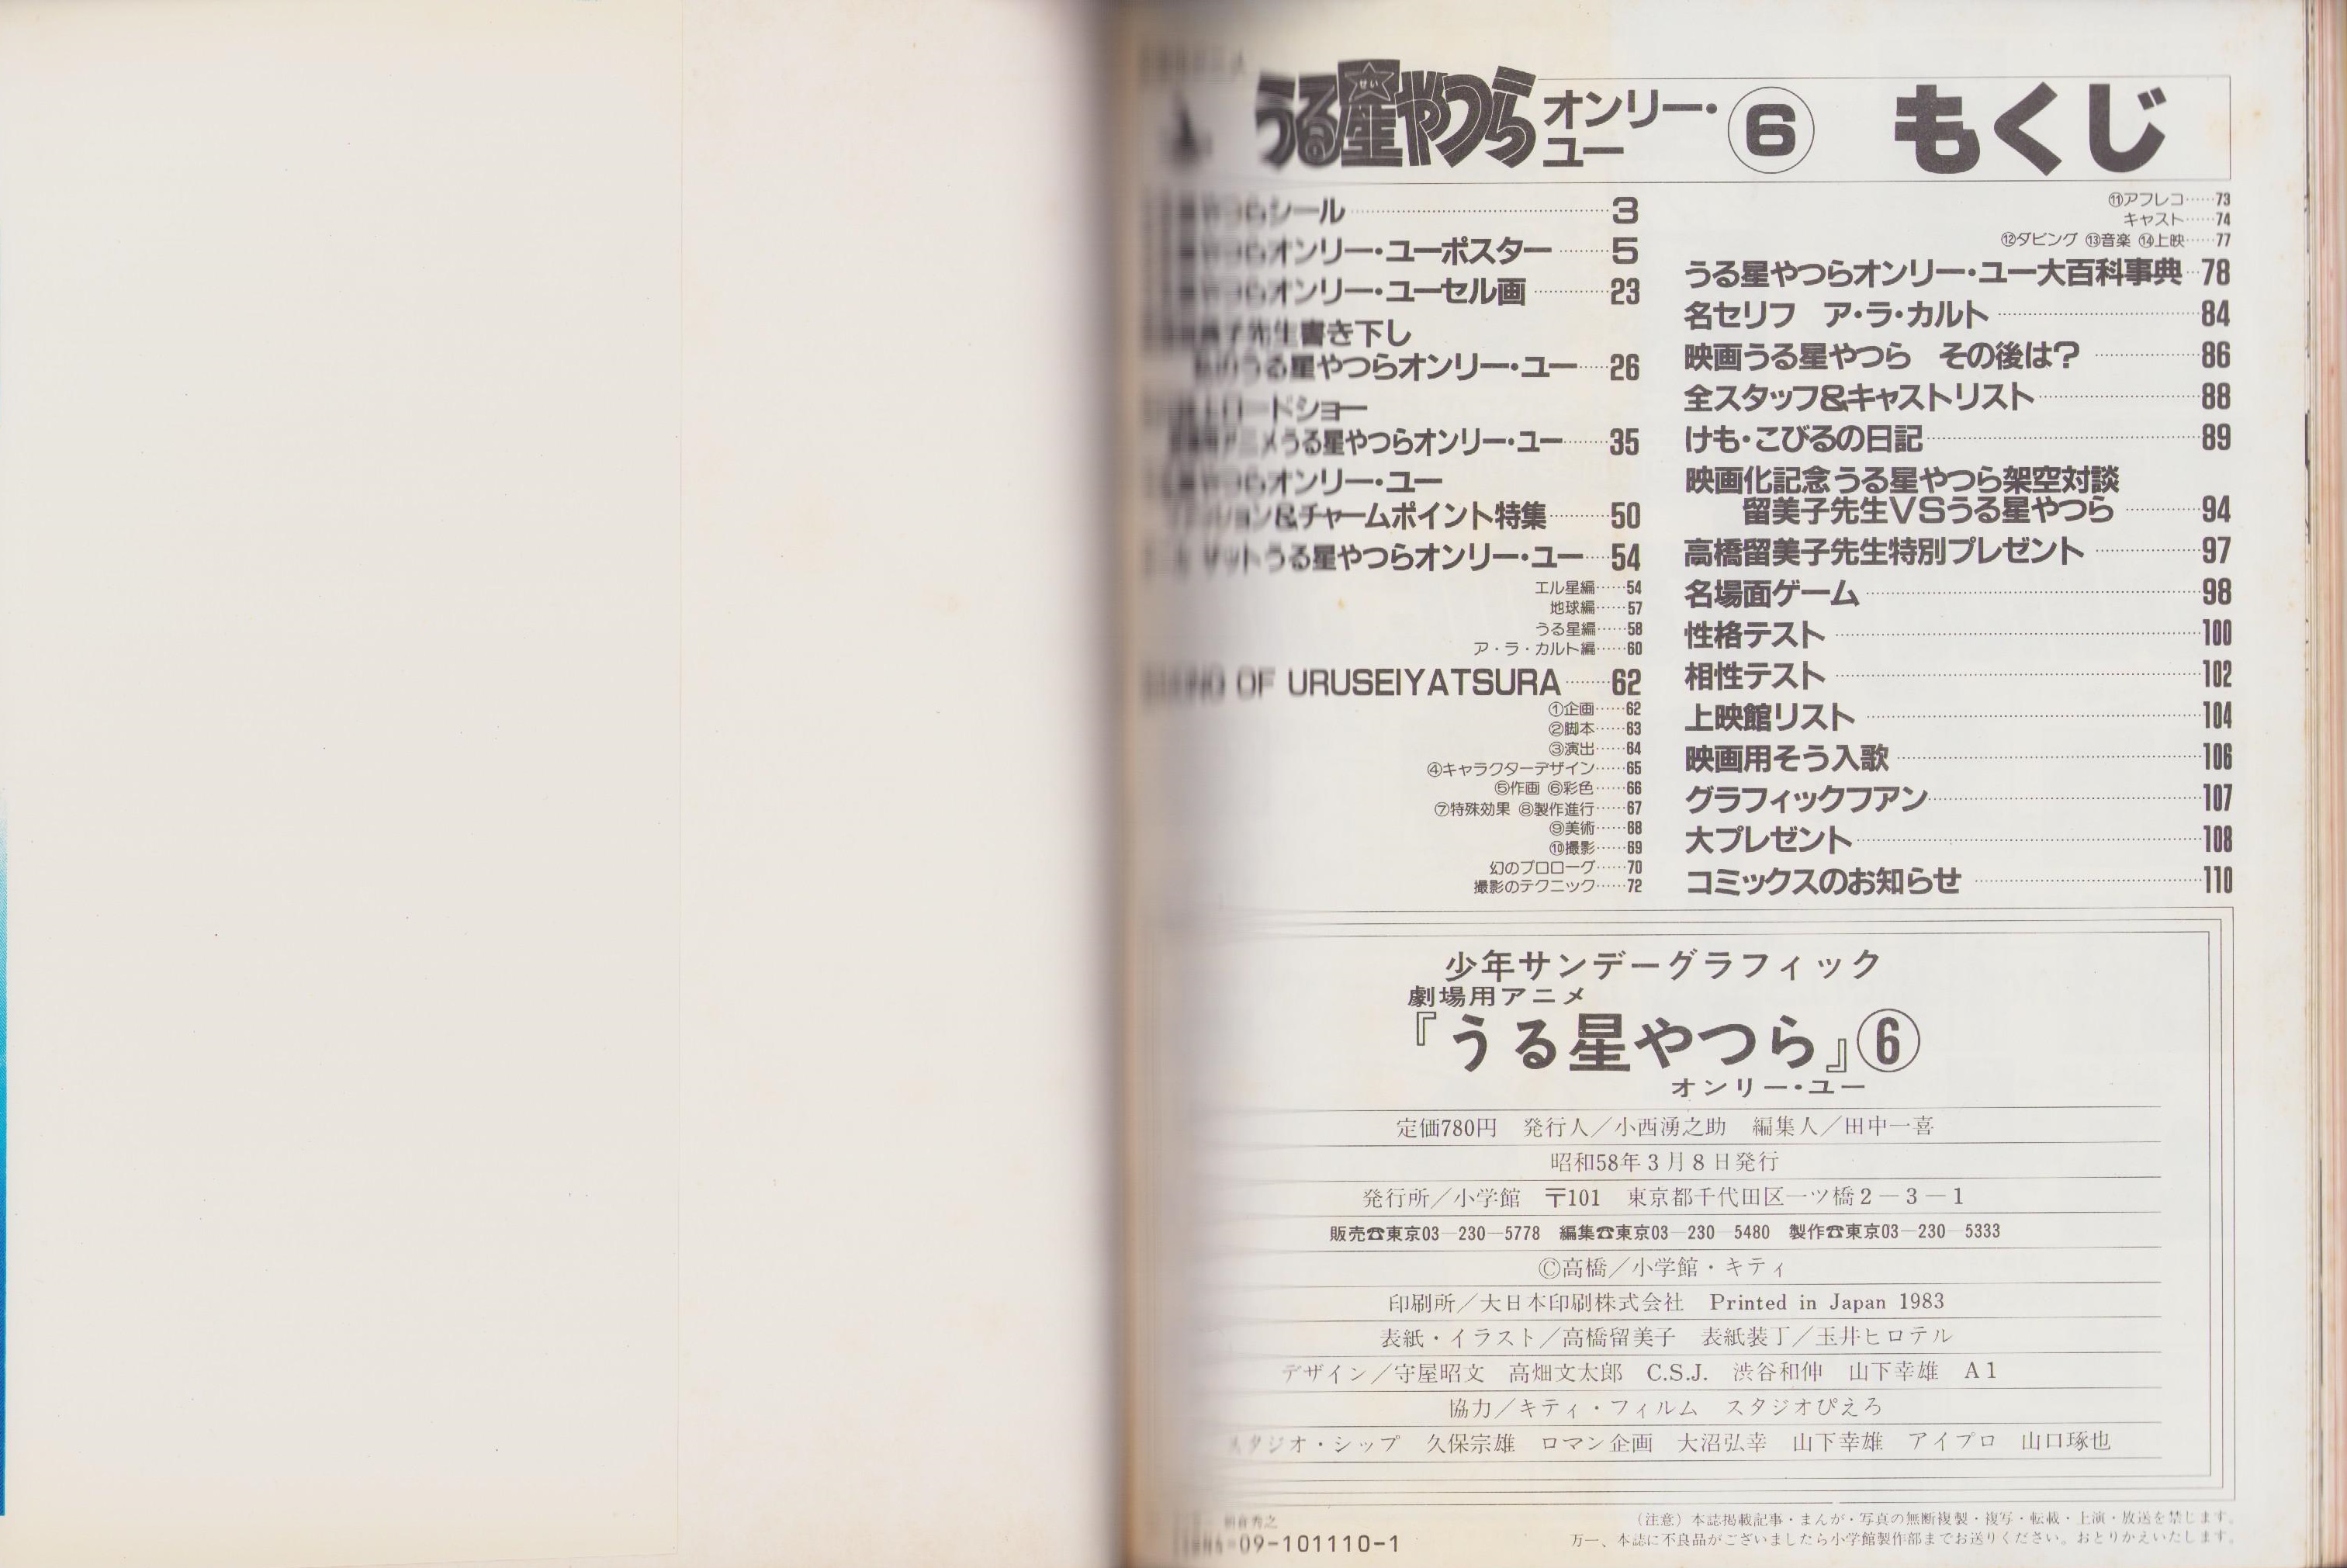 うる星やつら オンリー・ユー ⑥ もくじ
せい
シール……3
オンリー・ユーポスター……5
オンリー・ユーセル画……23
先生書き下し
うる星やつらオンリー・ユー……26
ロードショー
アニメうる星やつらオンリー・ユー……35
やつらオンリー・ユー
ション&チャームポイント特集……50
ザットうる星やつらオンリー・ユー……54
エル星編……54
地球編……57
うる星編……58
ア・ラ・カルト編……60
OF URUSEIYATSURA……62
①企画……62
②脚本……63
③演出……64
④キャラクターデザイン……65
⑤作画 ⑥彩色……66
⑦特殊効果 ⑧製作進行……67
⑨美術……68
⑩撮影……69
幻のプロローグ……70
撮影のテクニック……72
⑪アフレコ……73
キャスト……74
⑫ダビング ⑬音楽 ⑭上映……77
うる星やつらオンリー・ユー大百科事典……78
名セリフ ア・ラ・カルト……84
映画うる星やつら その後は?……86
全スタッフ&キャストリスト……88
けも・こびるの日記……89
映画化記念うる星やつら架空対談
留美子先生VSうる星やつら……94
高橋留美子先生特別プレゼント……97
名場面ゲーム……98
性格テスト……100
相性テスト……102
上映館リスト……104
映画用そう入歌……106
グラフィックフアン……107
大プレゼント……108
コミックスのお知らせ……110
少年サンデーグラフィック
劇場用アニメ
『うる星やつら』⑥
オンリー・ユー
定価780円 発行人/小西湧之助 編集人/田中一喜
昭和58年3月8日発行
発行所/小学館 〒101 東京都千代田区一ツ橋2-3-1
販売☎東京03-230-5778 編集☎東京03-230-5480 製作☎東京03-230-5333
©高橋/小学館・キティ
印刷所/大日本印刷株式会社 Printed in Japan 1983
表紙・イラスト/高橋留美子 表紙装丁/玉井ヒロテル
デザイン/守屋昭文 高畑文太郎 C.S.J. 渋谷和伸 山下幸雄 A1
協力/キティ・フィルム スタジオぴえろ
スタジオ・シップ 久保宗雄 ロマン企画 大沼弘幸 山下幸雄 アイプロ 山口琢也
09-101110-1
(注意)本誌掲載記事・まんが・写真の無断複製・複写・転載・上演・放送を禁じます。
万一、本誌に不良品がございましたら小学館製作部までお送りください。おとりかえいたします。